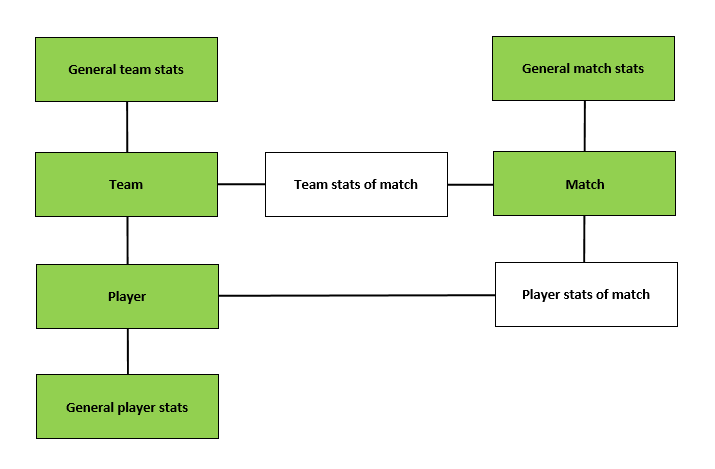 General team stats
General match stats
Team
Team stats of match
Match
Player
Player stats of match
General player stats